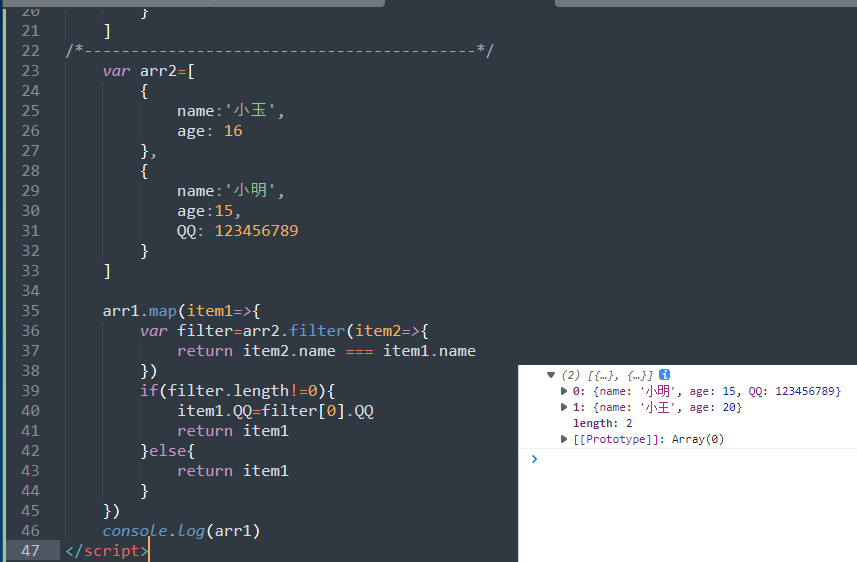 20 }
21 ]
22 /*------------------------------------------*/
23 var arr2=[
24 {
25 name:'小玉',
26 age: 16
27 },
28 {
29 name:'小明',
30 age:15,
31 QQ: 123456789
32 }
33 ]
34
35 arr1.map(item1=>{
36 var filter=arr2.filter(item2=>{
37 return item2.name === item1.name
38 })
39 if(filter.length!=0){
40 item1.QQ=filter[0].QQ
41 return item1
42 }else{
43 return item1
44 }
45 })
46 console.log(arr1)
47 </script>
(2) [{…}, {…}] i
0: {name: '小明', age: 15, QQ: 123456789}
1: {name: '小王', age: 20}
length: 2
[[Prototype]]: Array(0)